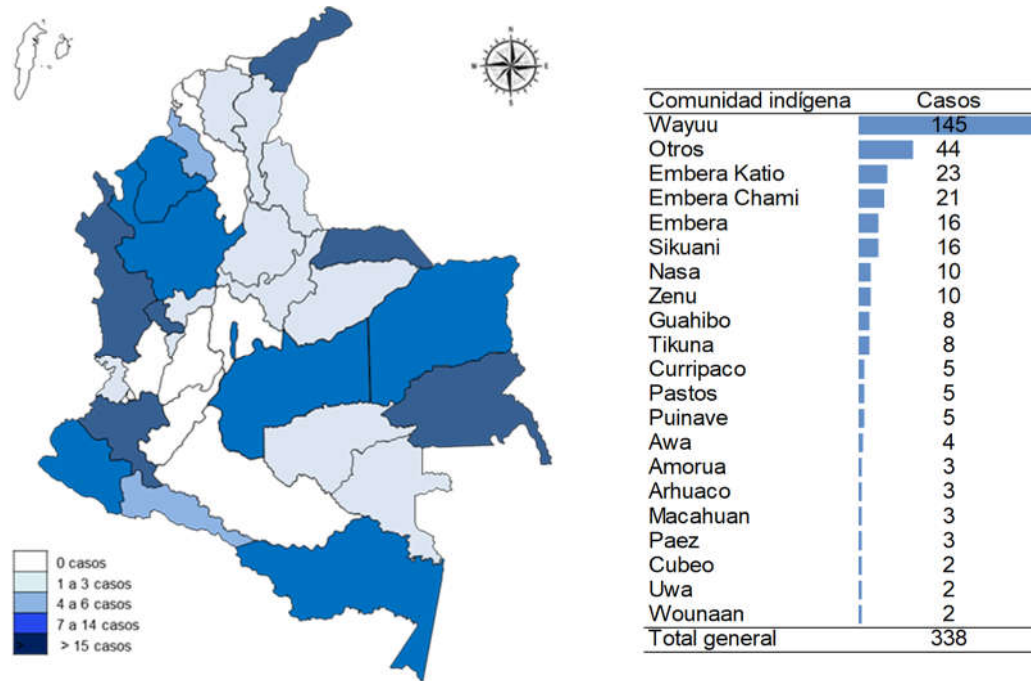 N
W
E
S
0 casos
1 a 3 casos
4 a 6 casos
7 a 14 casos
> 15 casos
Comunidad indígena Casos
Wayuu 145
Otros 44
Embera Katio 23
Embera Chami 21
Embera 16
Sikuani 16
Nasa 10
Zenu 10
Guahibo 8
Tikuna 8
Curripaco 5
Pastos 5
Puinave 5
Awa 4
Amorua 3
Arhuaco 3
Macahuan 3
Paez 3
Cubeo 2
Uwa 2
Wounaan 2
Total general 338